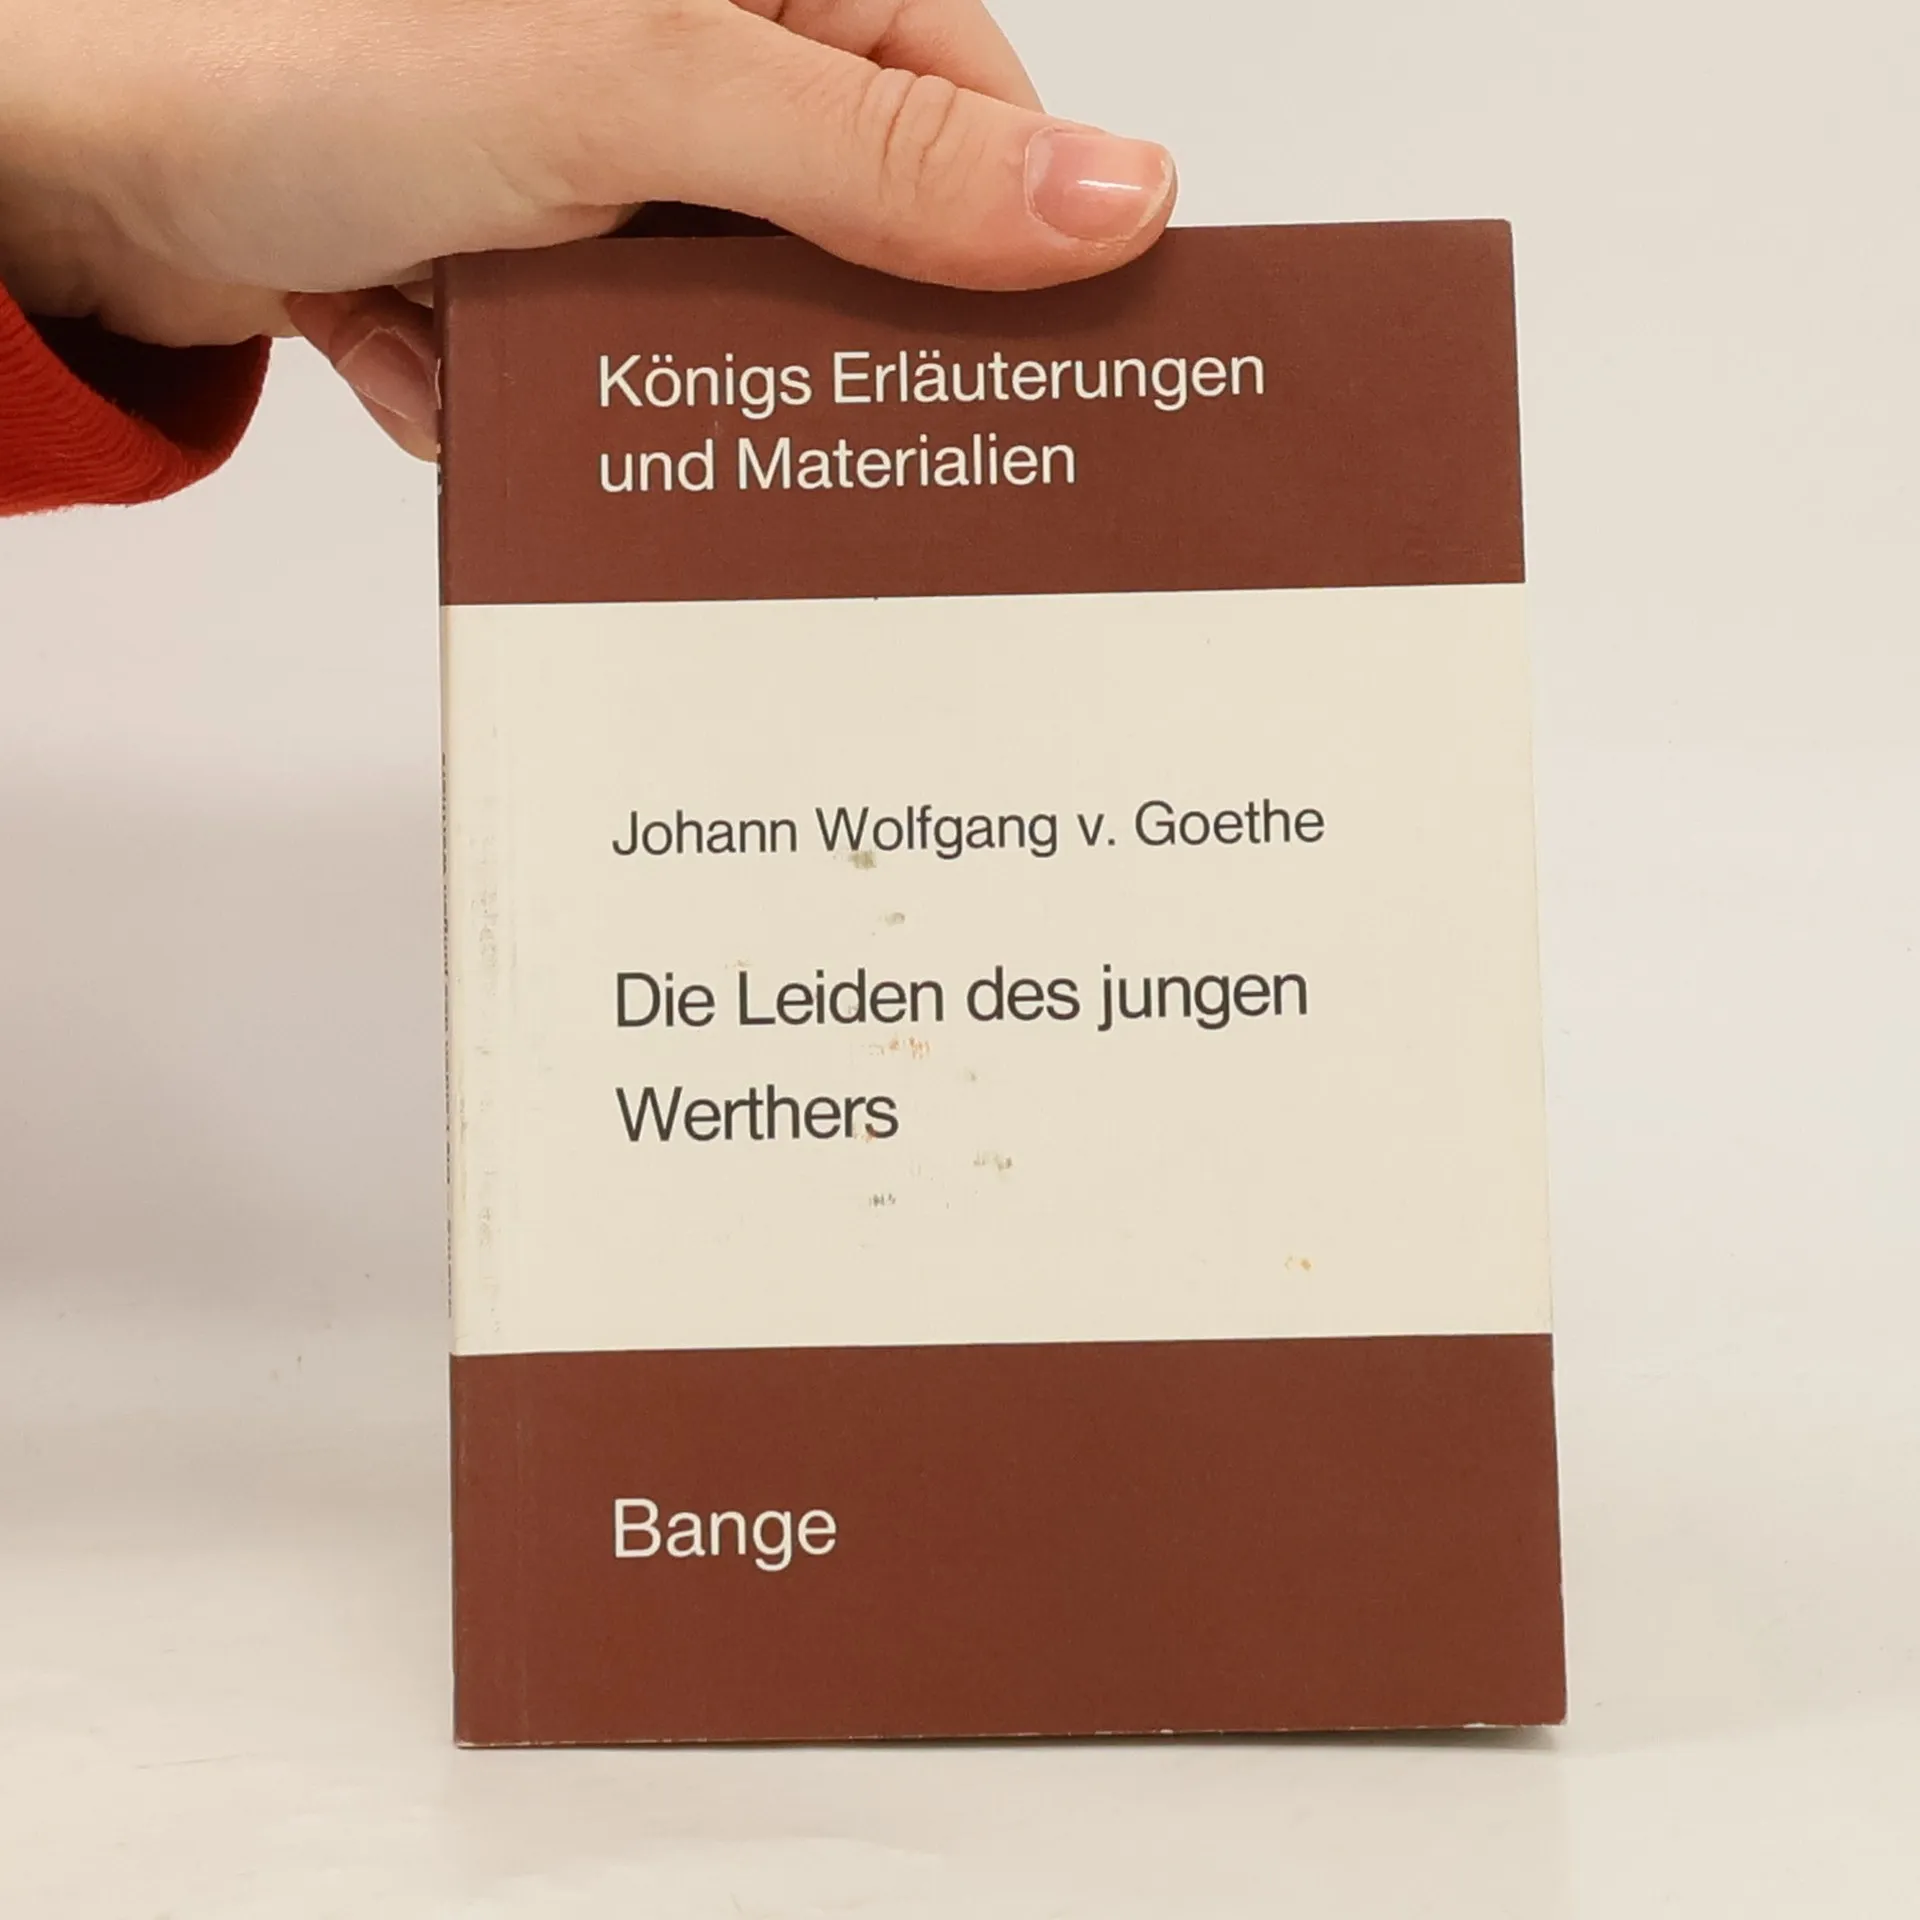 Königs Erläuterungen
und Materialien
Johann Wolfgang v. Goethe
Die Leiden des jungen
Werthers
Bange